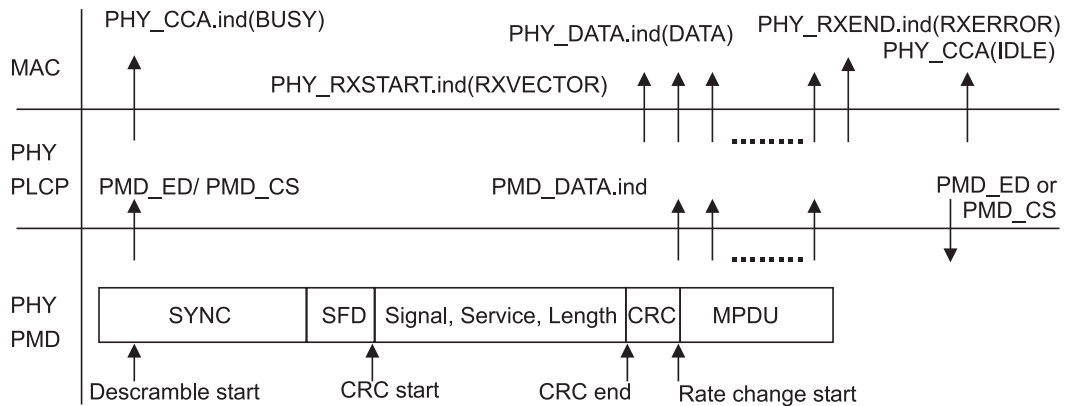 PHY_CCA.ind(BUSY)
PHY_DATA.ind(DATA)
PHY_RXEND.ind(RXERROR)
PHY_CCA(IDLE)
MAC
PHY_RXSTART.ind(RXVECTOR)
PHY
PLCP
PMD_ED/ PMD_CS
PMD_DATA.ind
PMD_ED or
PMD_CS
PHY
PMD
SYNC
SFD
Signal, Service, Length
CRC
MPDU
Descramble start
CRC start
CRC end
Rate change start